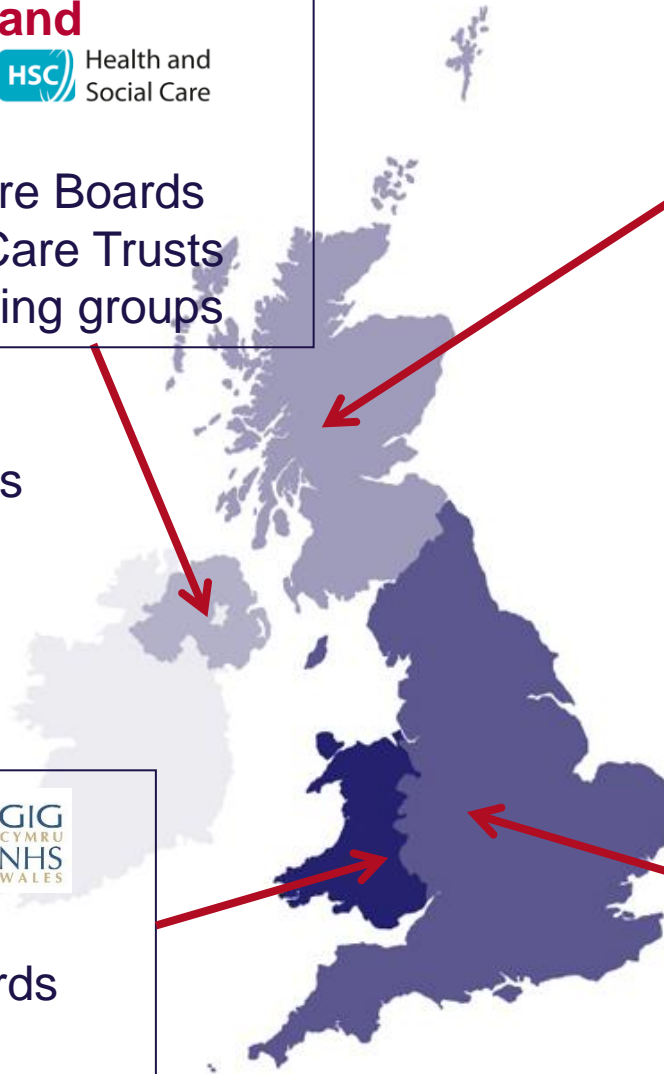 and
HSC Health and
Social Care
re Boards
Care Trusts
ing groups
s
GIG
CYMRU
NHS
WALES
rds